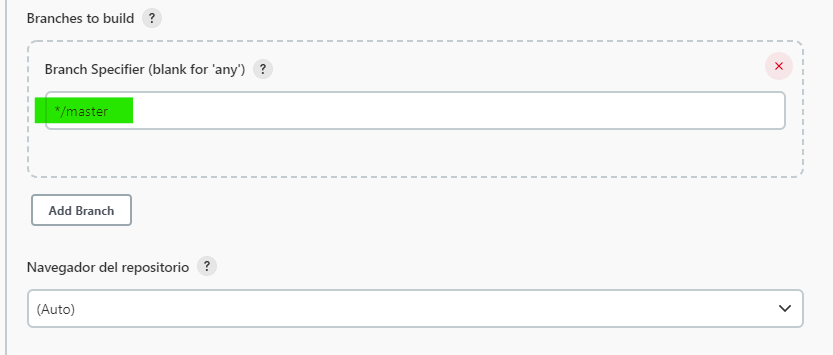 Branches to build ?
Branch Specifier (blank for 'any') ?
*/master
Add Branch
Navegador del repositorio ?
(Auto)